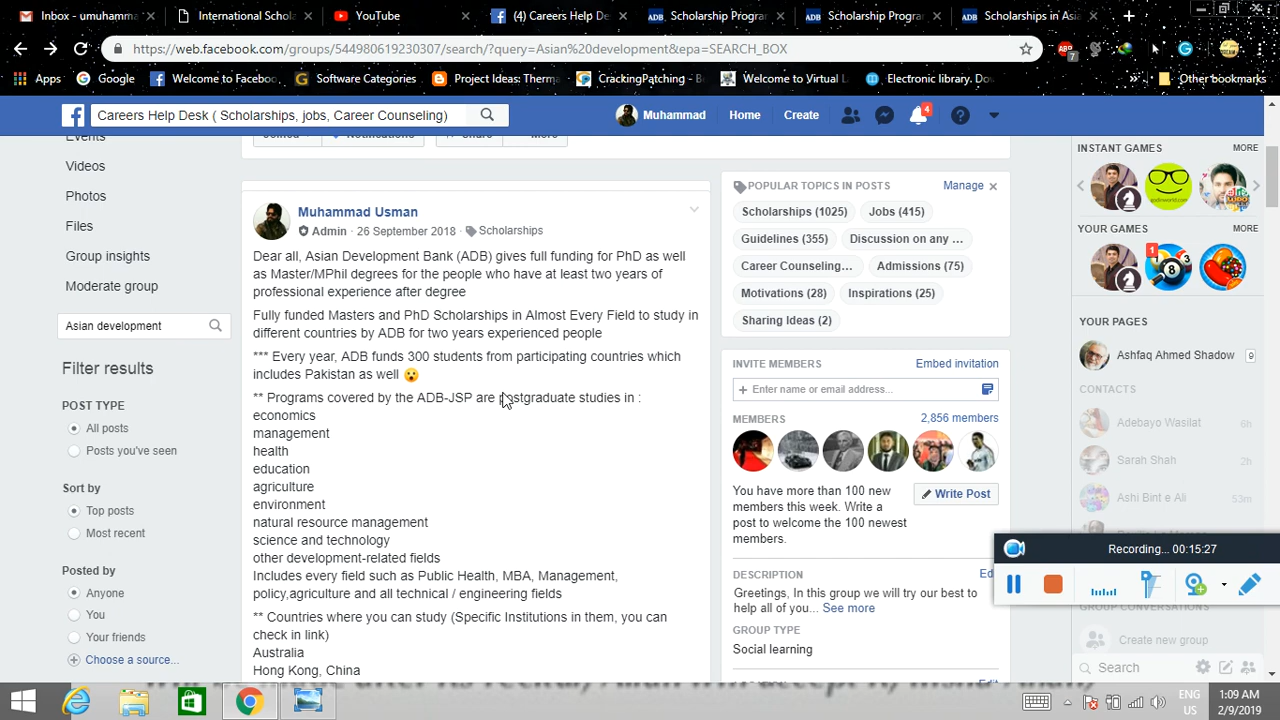 Inbox - muhamma
International Scholars
YouTube
(4) Careers Help De
Scholarship Progra
Scholarship Progra
Scholarships in Asia
https://web.facebook.com/groups/544980619230307/search/?query=Asian%20development&epa=SEARCH_BOX
Apps
Google
Welcome to Faceboo
Software Categories
Project Ideas: Therma
CrackingPatching - B
Welcome to Virtual L
Electronic library. Do
Other bookmarks
Careers Help Desk ( Scholarships, jobs, Career Counseling)
Muhammad
Home
Create
4
Events
Videos
Photos
Files
Group insights
Moderate group
Asian development
Filter results
POST TYPE
All posts
Posts you've seen
Sort by
Top posts
Most recent
Posted by
Anyone
You
Your friends
Choose a source...
Joined
Notifications
Share
More
Muhammad Usman
Admin · 26 September 2018 · Scholarships
Dear all, Asian Development Bank (ADB) gives full funding for PhD as well
as Master/MPhil degrees for the people who have at least two years of
professional experience after degree
Fully funded Masters and PhD Scholarships in Almost Every Field to study in
different countries by ADB for two years experienced people
*** Every year, ADB funds 300 students from participating countries which
includes Pakistan as well 😮
** Programs covered by the ADB-JSP are postgraduate studies in :
economics
management
health
education
agriculture
environment
natural resource management
science and technology
other development-related fields
Includes every field such as Public Health, MBA, Management,
policy,agriculture and all technical / engineering fields
** Countries where you can study (Specific Institutions in them, you can
check in link)
Australia
Hong Kong, China
POPULAR TOPICS IN POSTS
Manage
Scholarships (1025)
Jobs (415)
Guidelines (355)
Discussion on any ...
Career Counseling...
Admissions (75)
Motivations (28)
Inspirations (25)
Sharing Ideas (2)
INVITE MEMBERS
Embed invitation
+ Enter name or email address...
MEMBERS
2,856 members
You have more than 100 new
members this week. Write a
post to welcome the 100 newest
members.
Write Post
DESCRIPTION
Ed
Greetings, In this group we will try our best to
help all of you... See more
GROUP TYPE
Social learning
INSTANT GAMES
MORE
YOUR GAMES
MORE
1
YOUR PAGES
Ashfaq Ahmed Shadow
9
CONTACTS
Adebayo Wasilat
6h
Sarah Shah
2h
Ashi Bint e Ali
53m
Recording... 00:15:27
GROUP CONVERSATIONS
Create new group
Search
ENG
US
1:09 AM
2/9/2019